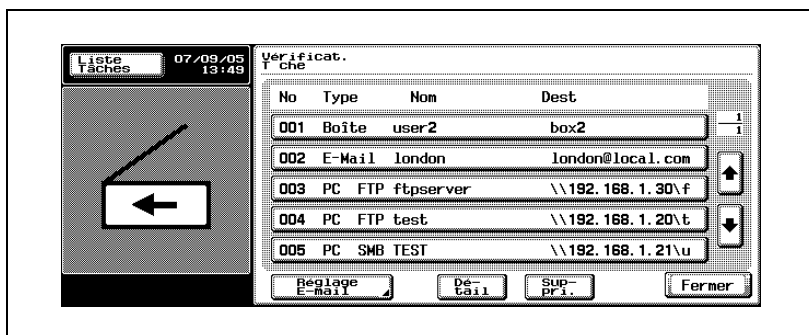 Liste
Tâches
07/09/05
13:49
Vérificat.
T che
No Type Nom Dest
001 Boîte user2 box2
1
1
002 E-Mail london london@local.com
003 PC FTP ftpserver \\192.168.1.30\f
004 PC FTP test \\192.168.1.20\t
005 PC SMB TEST \\192.168.1.21\u
Réglage
E-mail
Dé-
tail
Sup-
pri.
Fermer